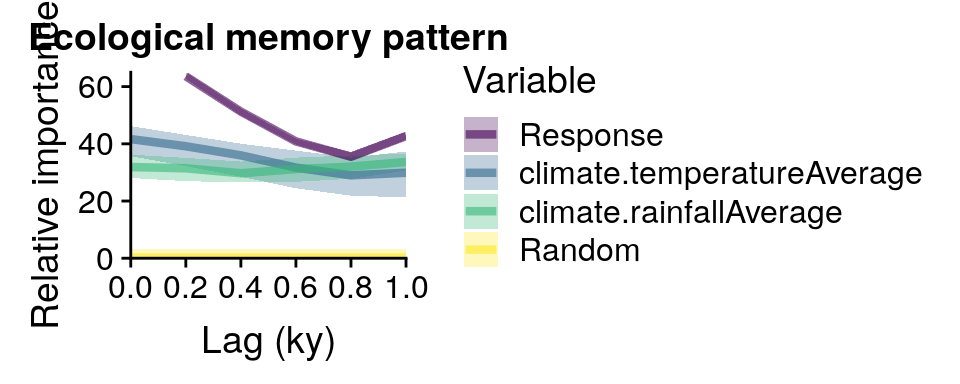 Ecological memory pattern
Relative importance
60
40
20
0
0.0 0.2 0.4 0.6 0.8 1.0
Lag (ky)
Variable
Response
climate.temperatureAverage
climate.rainfallAverage
Random